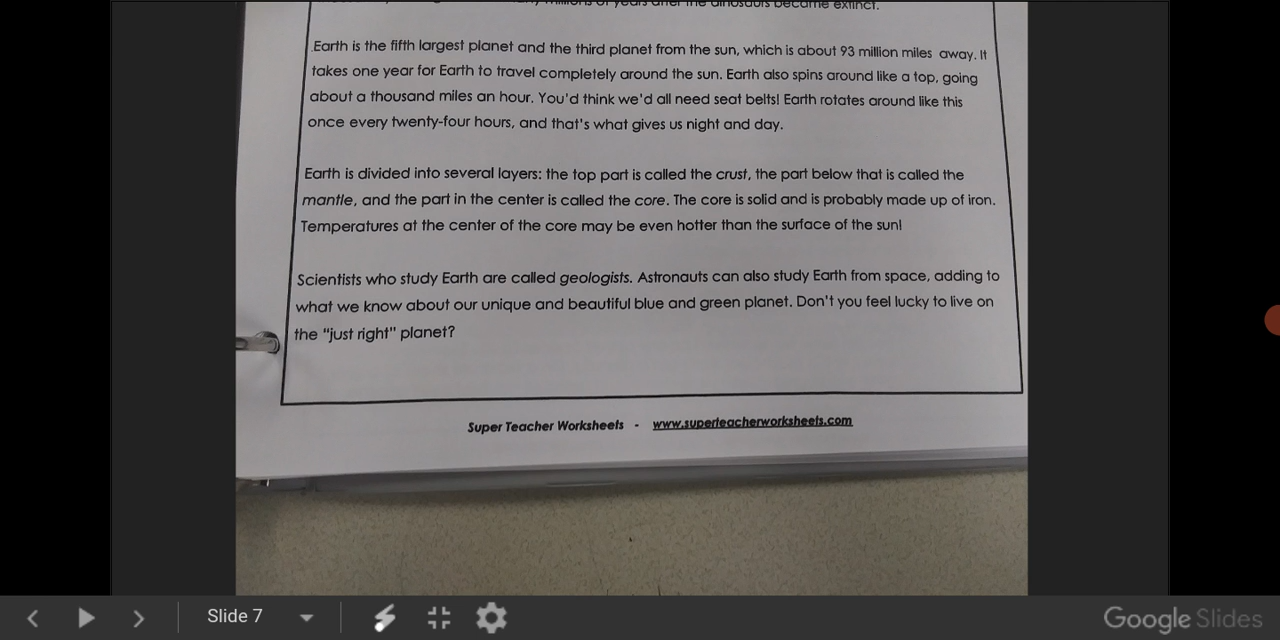 millions of years after the dinosaurs become extinct.
Earth is the fifth largest planet and the third planet from the sun, which is about 93 million miles away. It
takes one year for Earth to travel completely around the sun. Earth also spins around like a top, going
about a thousand miles an hour. You'd think we'd all need seat belts! Earth rotates around like this
once every twenty-four hours, and that's what gives us night and day.
Earth is divided into several layers: the top part is called the crust, the part below that is called the
mantle, and the part in the center is called the core. The core is solid and is probably made up of iron.
Temperatures at the center of the core may be even hotter than the surface of the sun!
Scientists who study Earth are called geologists. Astronauts can also study Earth from space, adding to
what we know about our unique and beautiful blue and green planet. Don't you feel lucky to live on
the "just right" planet?
Super Teacher Worksheets - www.superteacherworksheets.com
Slide 7
Google Slides